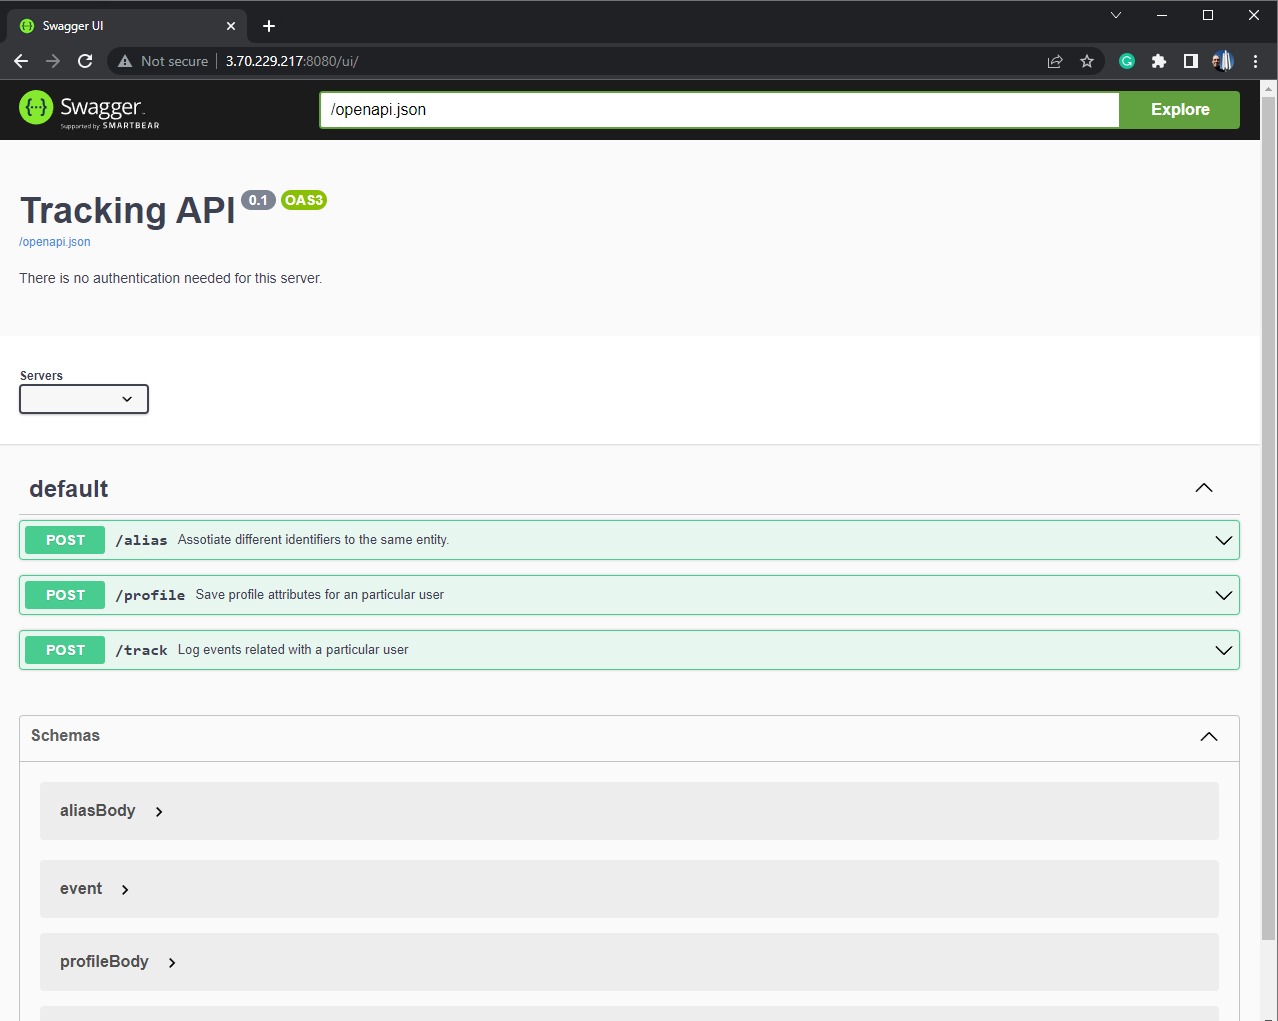 Swagger UI
Not secure 3.70.229.217:8080/ui/
Swagger.
Supported by SMARTBEAR
/openapi.json
Explore
Tracking API 0.1 OAS3
/openapi.json
There is no authentication needed for this server.
Servers
default
POST /alias Assotiate different identifiers to the same entity.
POST /profile Save profile attributes for an particular user
POST /track Log events related with a particular user
Schemas
aliasBody
event
profileBody